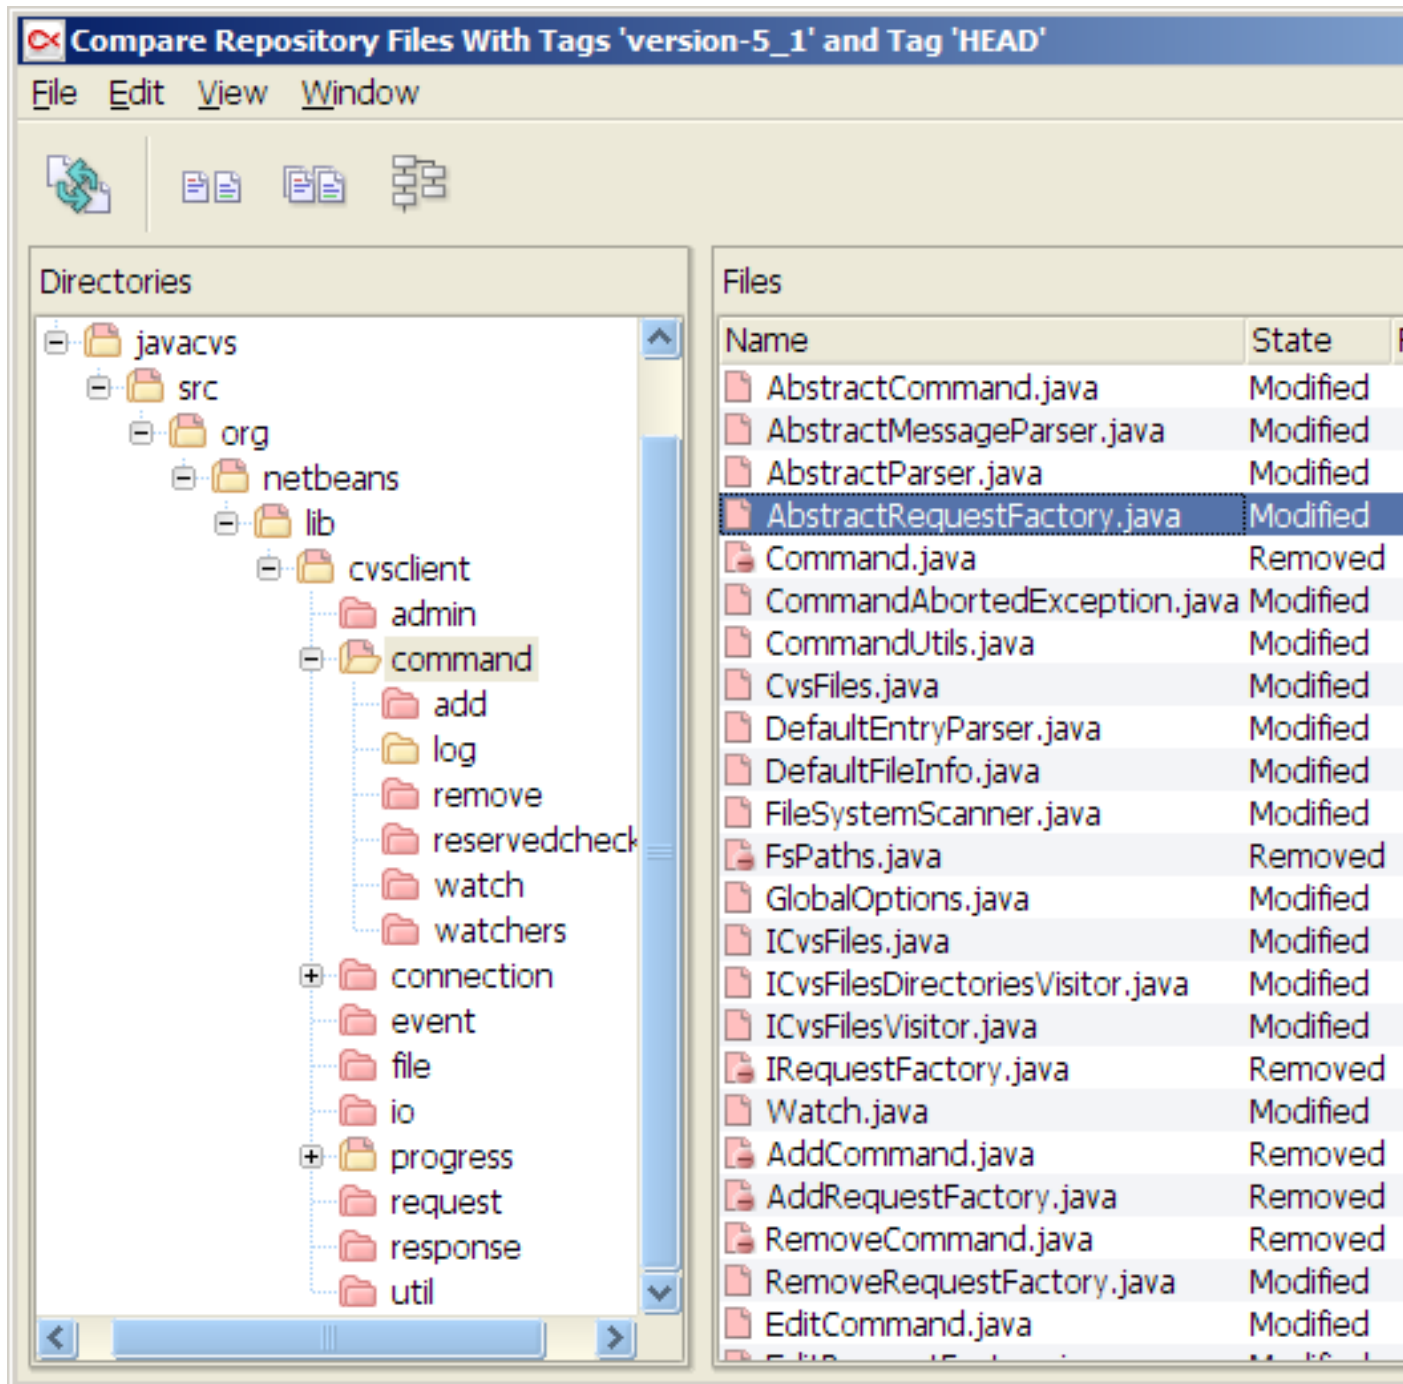 Compare Repository Files With Tags 'version-5_1' and Tag 'HEAD'
File Edit View Window
Directories
javacvs
src
org
netbeans
lib
cvsclient
admin
command
add
log
remove
reservedcheck
watch
watchers
connection
event
file
io
progress
request
response
util
Files
Name State
AbstractCommand.java Modified
AbstractMessageParser.java Modified
AbstractParser.java Modified
AbstractRequestFactory.java Modified
Command.java Removed
CommandAbortedException.java Modified
CommandUtils.java Modified
CvsFiles.java Modified
DefaultEntryParser.java Modified
DefaultFileInfo.java Modified
FileSystemScanner.java Modified
FsPaths.java Removed
GlobalOptions.java Modified
ICvsFiles.java Modified
ICvsFilesDirectoriesVisitor.java Modified
ICvsFilesVisitor.java Modified
IRequestFactory.java Removed
Watch.java Modified
AddCommand.java Removed
AddRequestFactory.java Removed
RemoveCommand.java Removed
RemoveRequestFactory.java Modified
EditCommand.java Modified